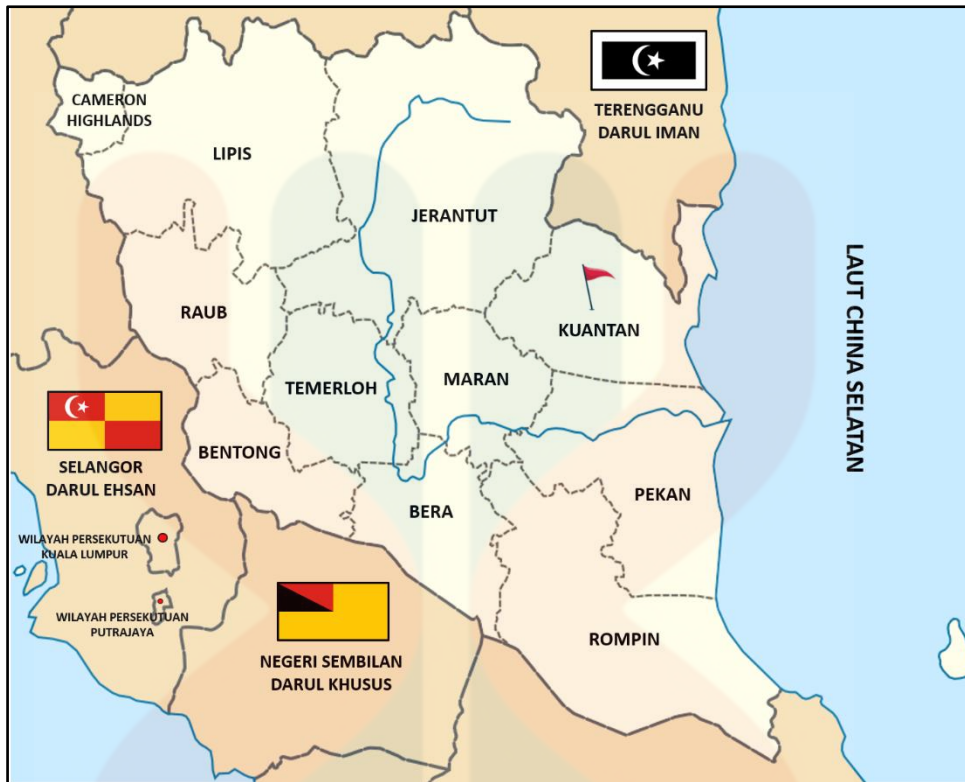 CAMERON
HIGHLANDS
LIPIS
TERENGGANU
DARUL IMAN
JERANTUT
RAUB
KUANTAN
TEMERLOH
MARAN
LAUT CHINA SELATAN
BENTONG
SELANGOR
DARUL EHSAN
BERA
PEKAN
WILAYAH PERSEKUTUAN
KUALA LUMPUR
WILAYAH PERSEKUTUAN
PUTRAJAYA
NEGERI SEMBILAN
DARUL KHUSUS
ROMPIN